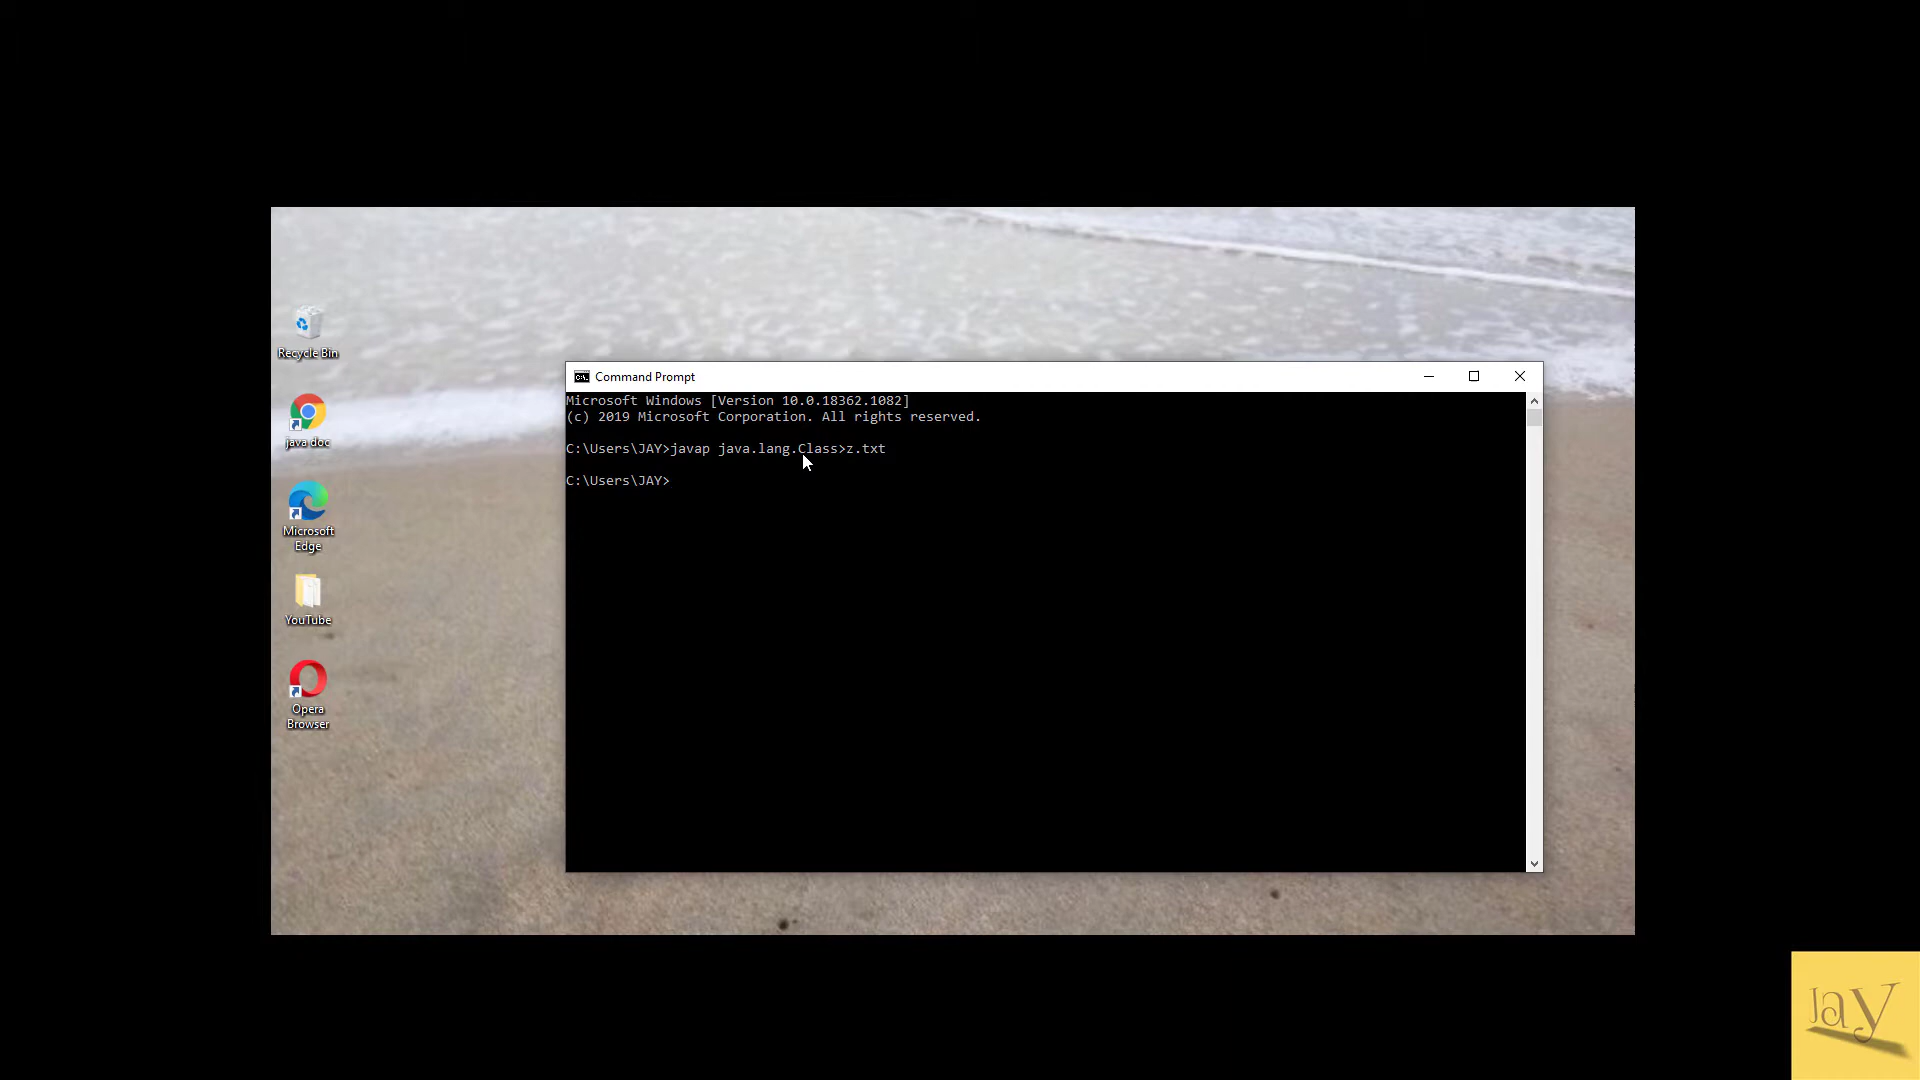 Recycle Bin
java doc
Microsoft
Edge
YouTube
Opera
Browser
Command Prompt
Microsoft Windows [Version 10.0.18362.1082]
(c) 2019 Microsoft Corporation. All rights reserved.
C:\Users\JAY>javap java.lang.Class>z.txt
C:\Users\JAY>
Jay